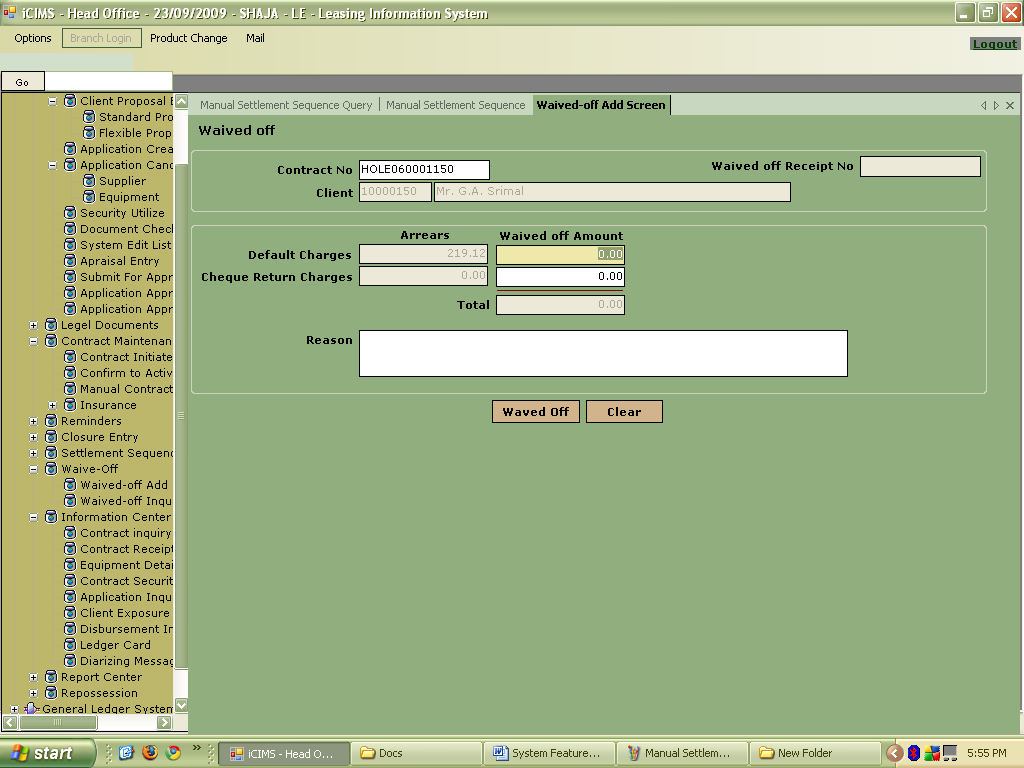 iCIMS - Head Office - 23/09/2009 - SHAJA - LE - Leasing Information System
Options Branch Login Product Change Mail
Logout
Go
Client Proposal E
Standard Pro
Flexible Prop
Application Crea
Application Canc
Supplier
Equipment
Security Utilize
Document Check
System Edit List
Apraisal Entry
Submit For Appr
Application Appr
Application Appr
Legel Documents
Contract Maintenan
Contract Initiate
Confirm to Activ
Manual Contract
Insurance
Reminders
Closure Entry
Settlement Sequenc
Waive-Off
Waived-off Add
Waived-off Inqu
Information Center
Contract inquiry
Contract Receipt
Equipment Detai
Contract Securit
Application Inqu
Client Exposure
Disbursement In
Ledger Card
Diarizing Messag
Report Center
Repossession
General Ledger System
Manual Settlement Sequence Query Manual Settlement Sequence Waived-off Add Screen
Waived off
Contract No HOLE060001150 Waived off Receipt No
Client 10000150 Mr. G.A. Srimal
Arrears Waived off Amount
Default Charges 219.12 0.00
Cheque Return Charges 0.00 0.00
Total 0.00
Reason
Waved Off Clear
start iCIMS - Head O... Docs System Feature... Manual Settlem... New Folder 5:55 PM